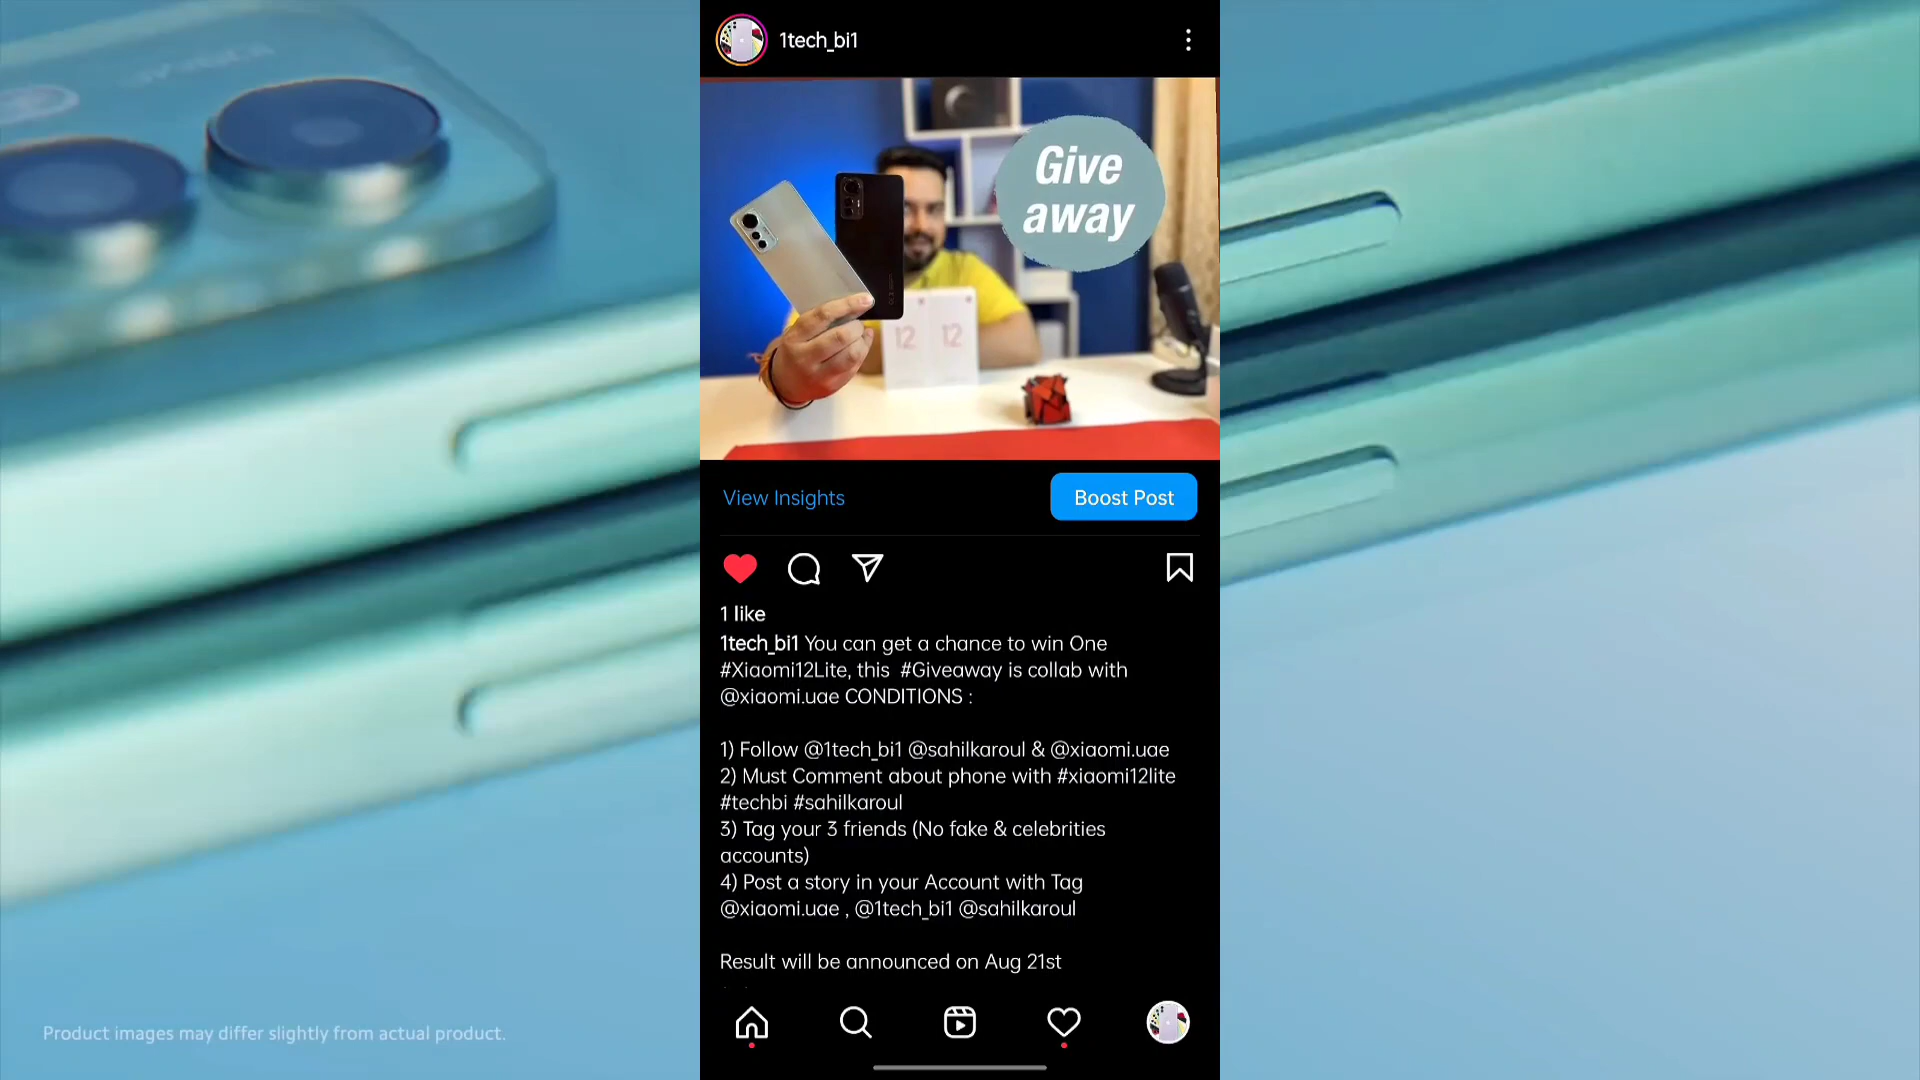 1tech_bi1
Give
away
12 12
View Insights
Boost Post
1 like
1tech_bi1 You can get a chance to win One
#Xiaomi12Lite, this  #Giveaway is collab with
@xiaomi.uae CONDITIONS :
1) Follow @1tech_bi1 @sahilkaroul & @xiaomi.uae
2) Must Comment about phone with #xiaomi12lite
#techbi #sahilkaroul
3) Tag your 3 friends (No fake & celebrities
accounts)
4) Post a story in your Account with Tag
@xiaomi.uae , @1tech_bi1 @sahilkaroul
Result will be announced on Aug 21st
Product images may differ slightly from actual product.